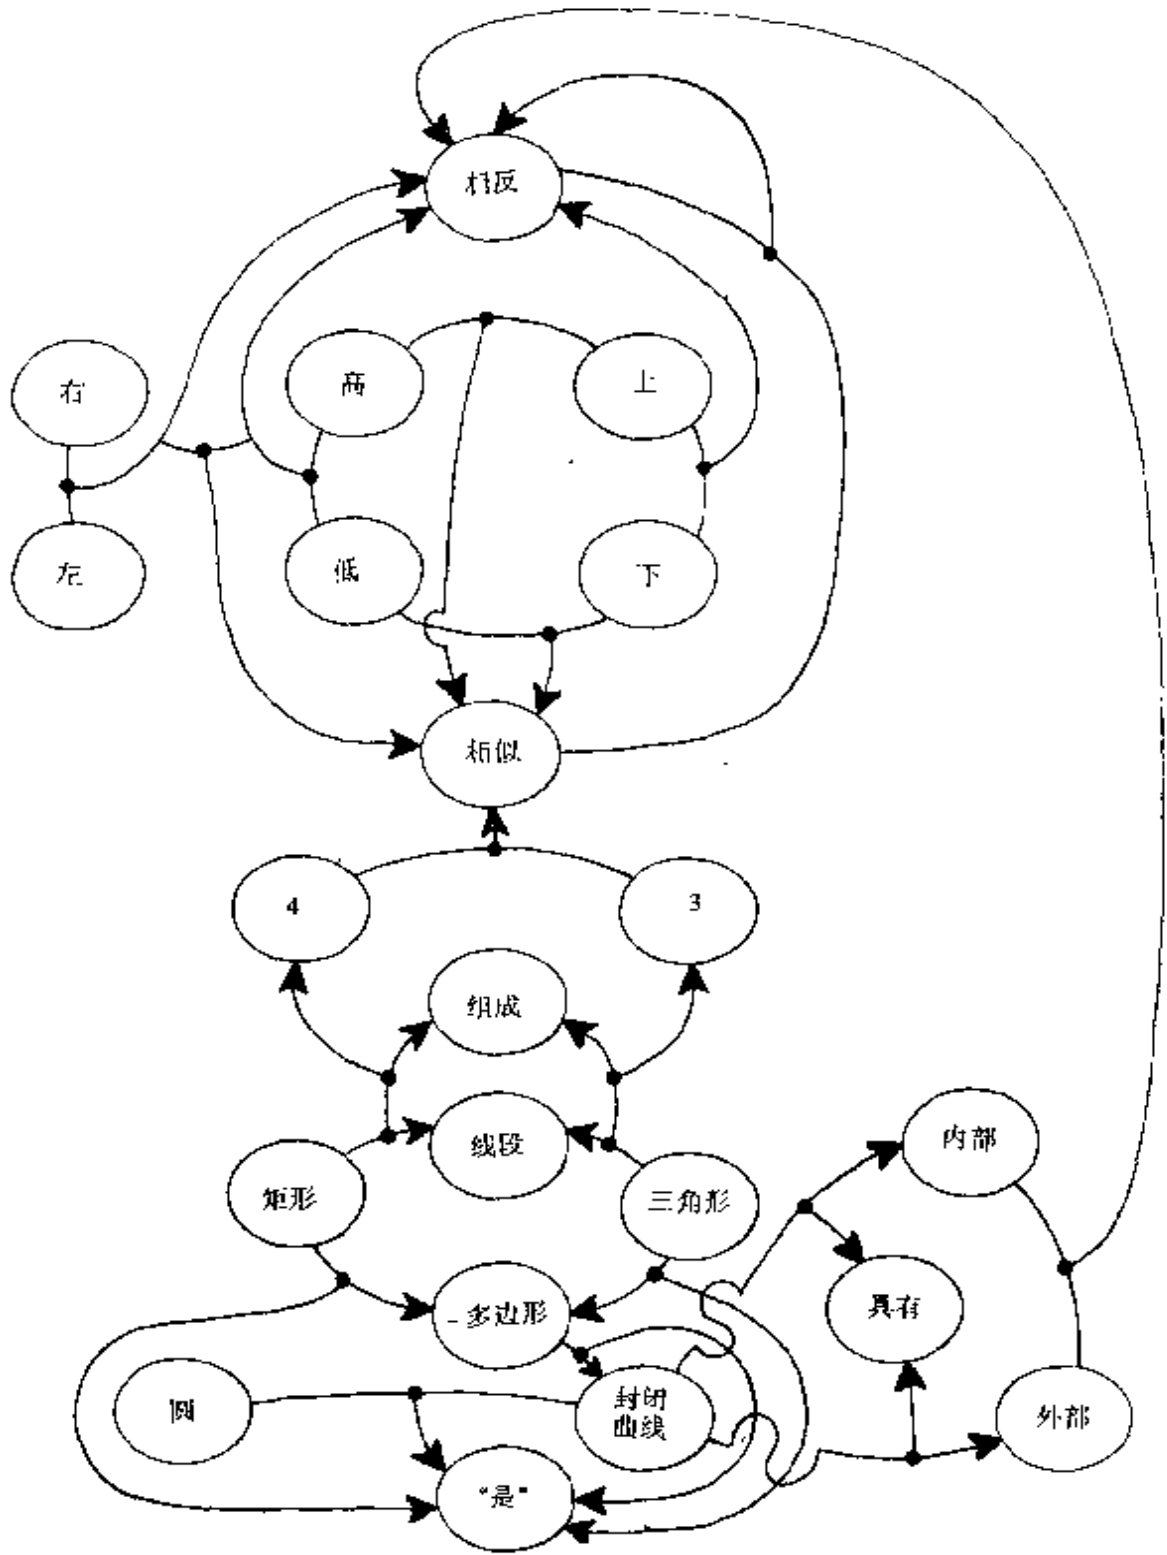 相反
右
高
上
左
低
下
相似
4
3
组成
线段
内部
矩形
三角形
具有
多边形
圆
封闭
曲线
外部
“是”